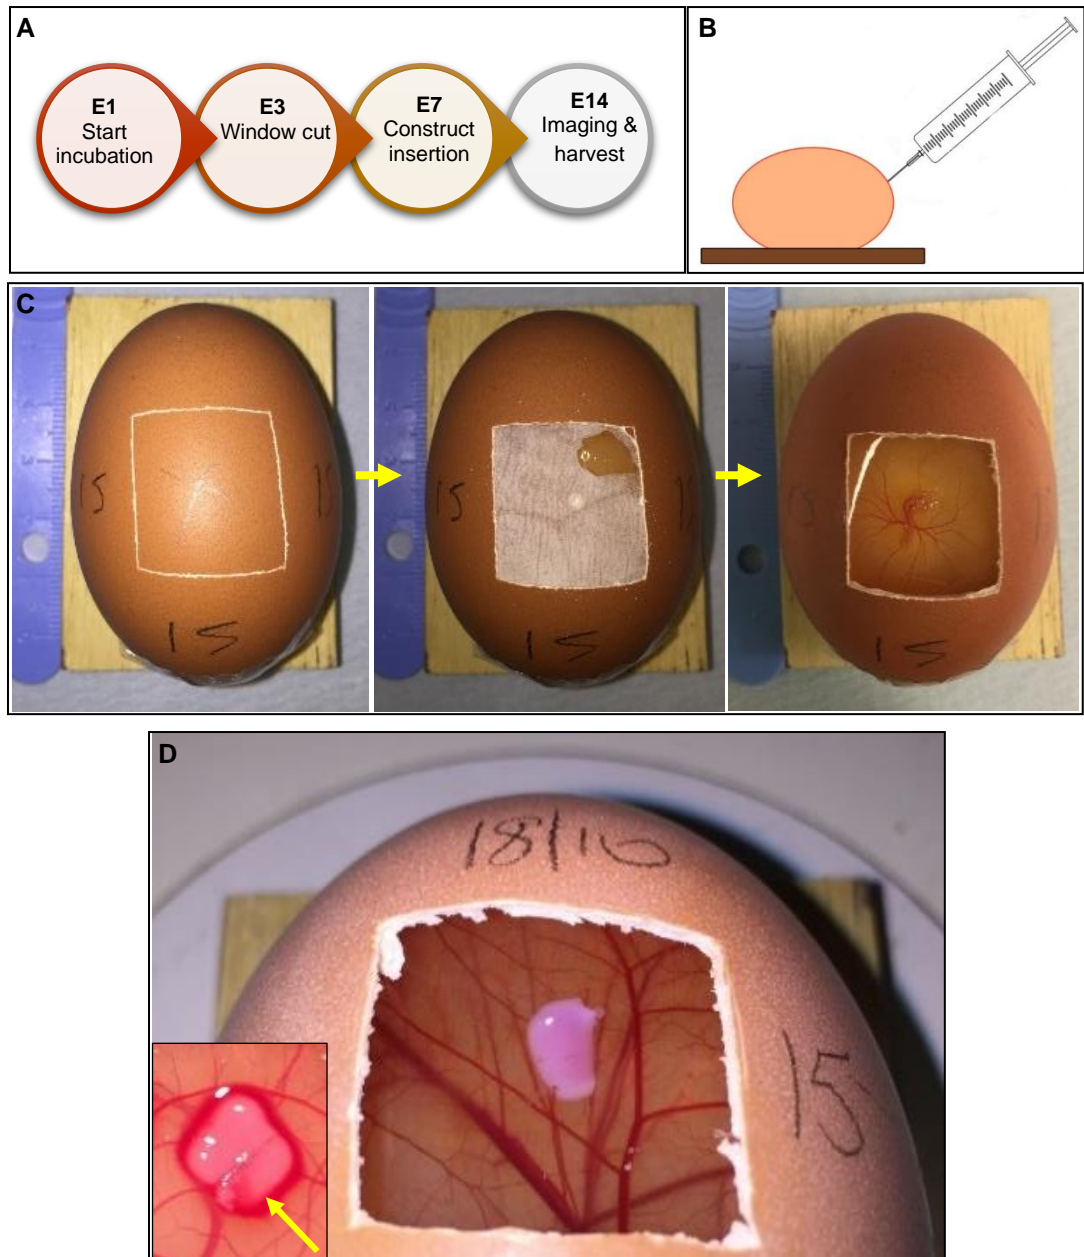 A
E1
Start
incubation
E3
Window cut
E7
Construct
insertion
E14
Imaging &
harvest
B
C
15
15
15
15
15
15
15
D
18/10
15